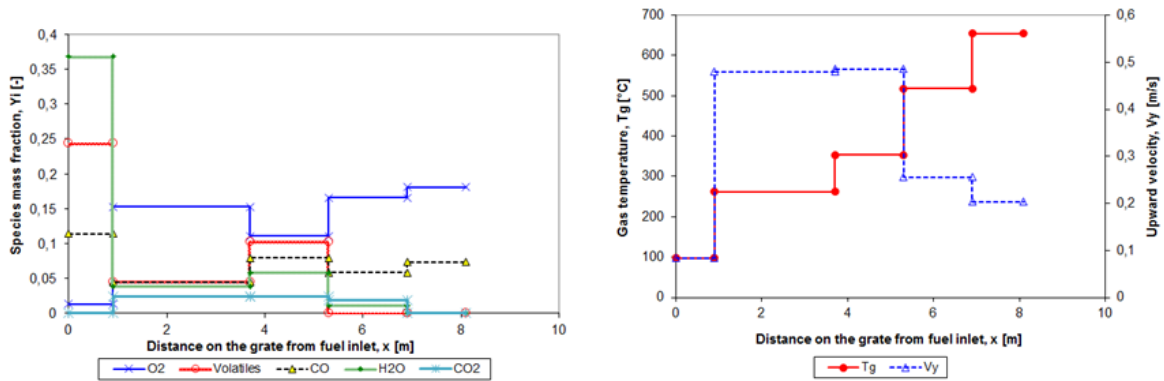 0,4
0,35
0,3
0,25
0,2
0,15
0,1
0,05
0
Species mass fraction, Yi [-]
0 2 4 6 8 10
Distance on the grate from fuel inlet, x [m]
O2 Volatiles CO H2O CO2
700
600
500
400
300
200
100
0
Gas temperature, Tg [°C]
0,6
0,5
0,4
0,3
0,2
0,1
0
Upward velocity, Vy [m/s]
0 2 4 6 8 10
Distance on the grate from fuel inlet, x [m]
Tg Vy